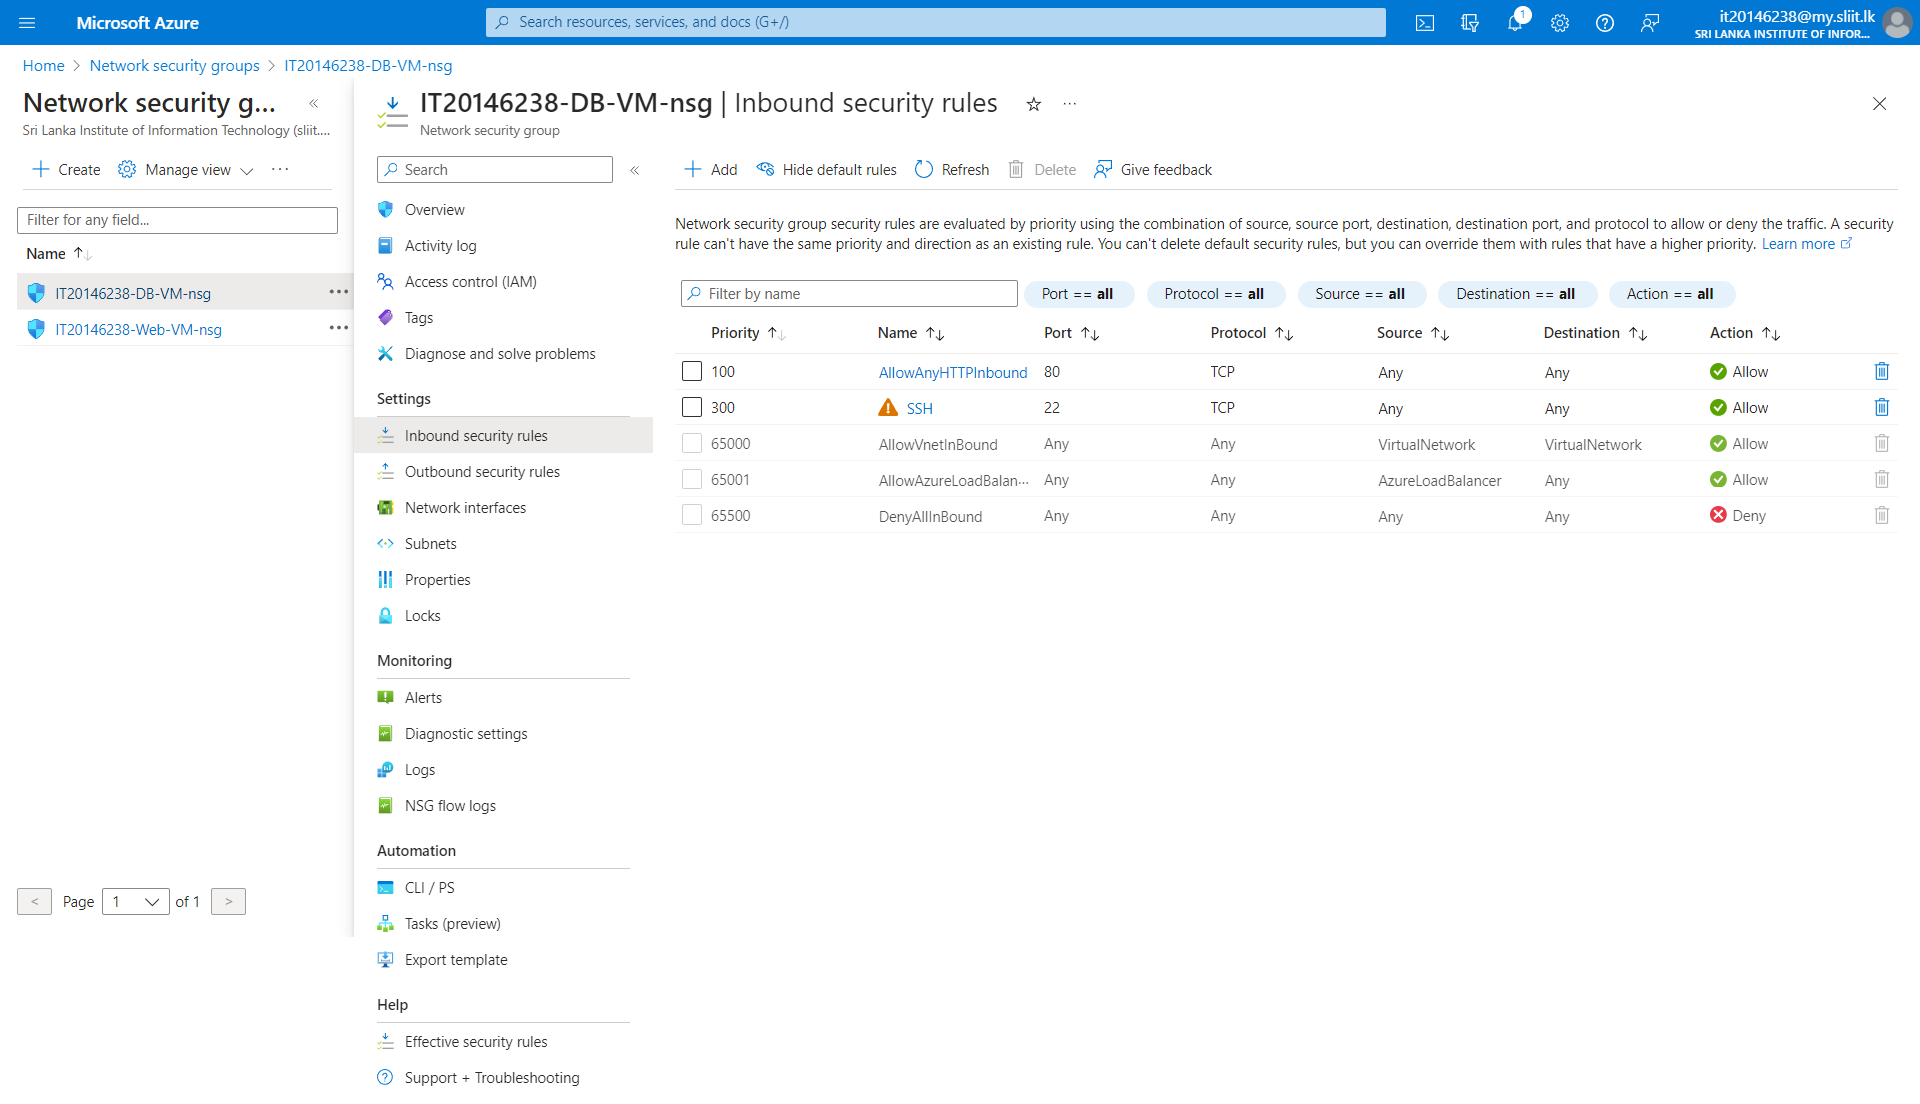 Microsoft Azure
Search resources, services, and docs (G+/)
1
it20146238@my.sliit.lk
SRI LANKA INSTITUTE OF INFOR...
Home > Network security groups > IT20146238-DB-VM-nsg
Network security g... «
Sri Lanka Institute of Information Technology (sliit....
+ Create Manage view ···
Filter for any field...
Name ↑↓
IT20146238-DB-VM-nsg ···
IT20146238-Web-VM-nsg ···
< Page 1 of 1 >
IT20146238-DB-VM-nsg | Inbound security rules ☆ ···
Network security group
Search «
Overview
Activity log
Access control (IAM)
Tags
Diagnose and solve problems
Settings
Inbound security rules
Outbound security rules
Network interfaces
Subnets
Properties
Locks
Monitoring
Alerts
Diagnostic settings
Logs
NSG flow logs
Automation
CLI / PS
Tasks (preview)
Export template
Help
Effective security rules
Support + Troubleshooting
+ Add Hide default rules Refresh Delete Give feedback
Network security group security rules are evaluated by priority using the combination of source, source port, destination, destination port, and protocol to allow or deny the traffic. A security
rule can't have the same priority and direction as an existing rule. You can't delete default security rules, but you can override them with rules that have a higher priority. Learn more
Filter by name Port == all Protocol == all Source == all Destination == all Action == all
Priority ↑↓ Name ↑↓ Port ↑↓ Protocol ↑↓ Source ↑↓ Destination ↑↓ Action ↑↓
100 AllowAnyHTTPInbound 80 TCP Any Any Allow
300 SSH 22 TCP Any Any Allow
65000 AllowVnetInBound Any Any VirtualNetwork VirtualNetwork Allow
65001 AllowAzureLoadBalan··· Any Any AzureLoadBalancer Any Allow
65500 DenyAllInBound Any Any Any Any Deny